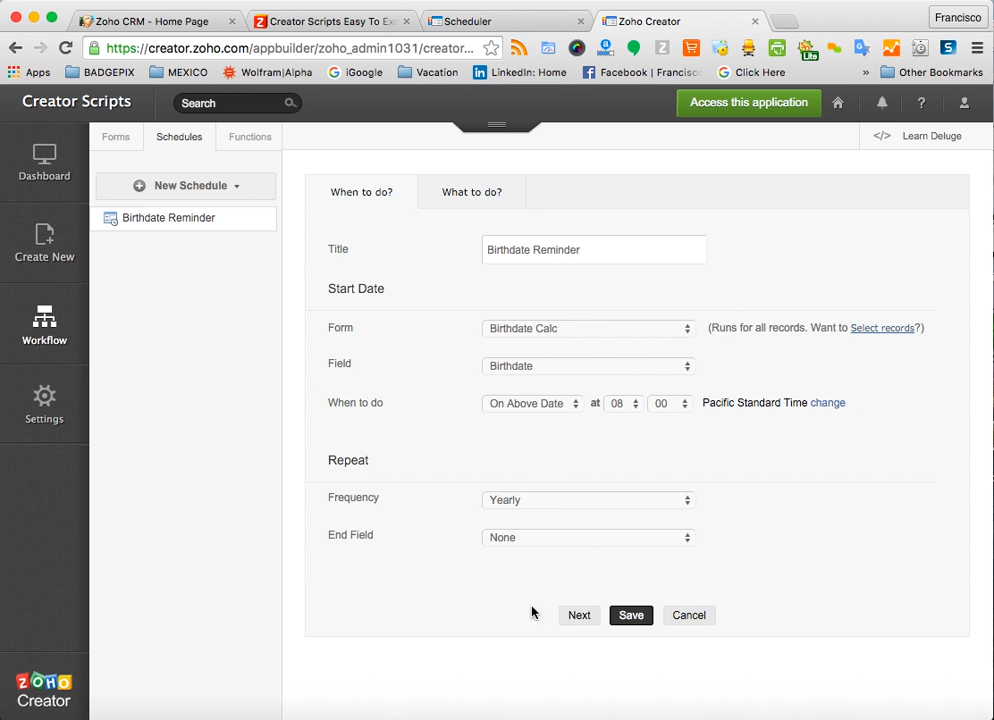 Zoho CRM - Home Page
Creator Scripts Easy To Exe
Scheduler
Zoho Creator
Francisco
https://creator.zoho.com/appbuilder/zoho_admin1031/creator...
Apps
BADGEPIX
MEXICO
Wolfram|Alpha
iGoogle
Vacation
LinkedIn: Home
Facebook | Francisc
Click Here
»
Other Bookmarks
Creator Scripts
Search
Access this application
?
Forms
Schedules
Functions
</> Learn Deluge
Dashboard
Create New
Workflow
Settings
New Schedule
Birthdate Reminder
When to do?
What to do?
Title
Birthdate Reminder
Start Date
Form
Birthdate Calc
(Runs for all records. Want to Select records?)
Field
Birthdate
When to do
On Above Date at 08 00 Pacific Standard Time change
Repeat
Frequency
Yearly
End Field
None
Next
Save
Cancel
ZOHO
Creator